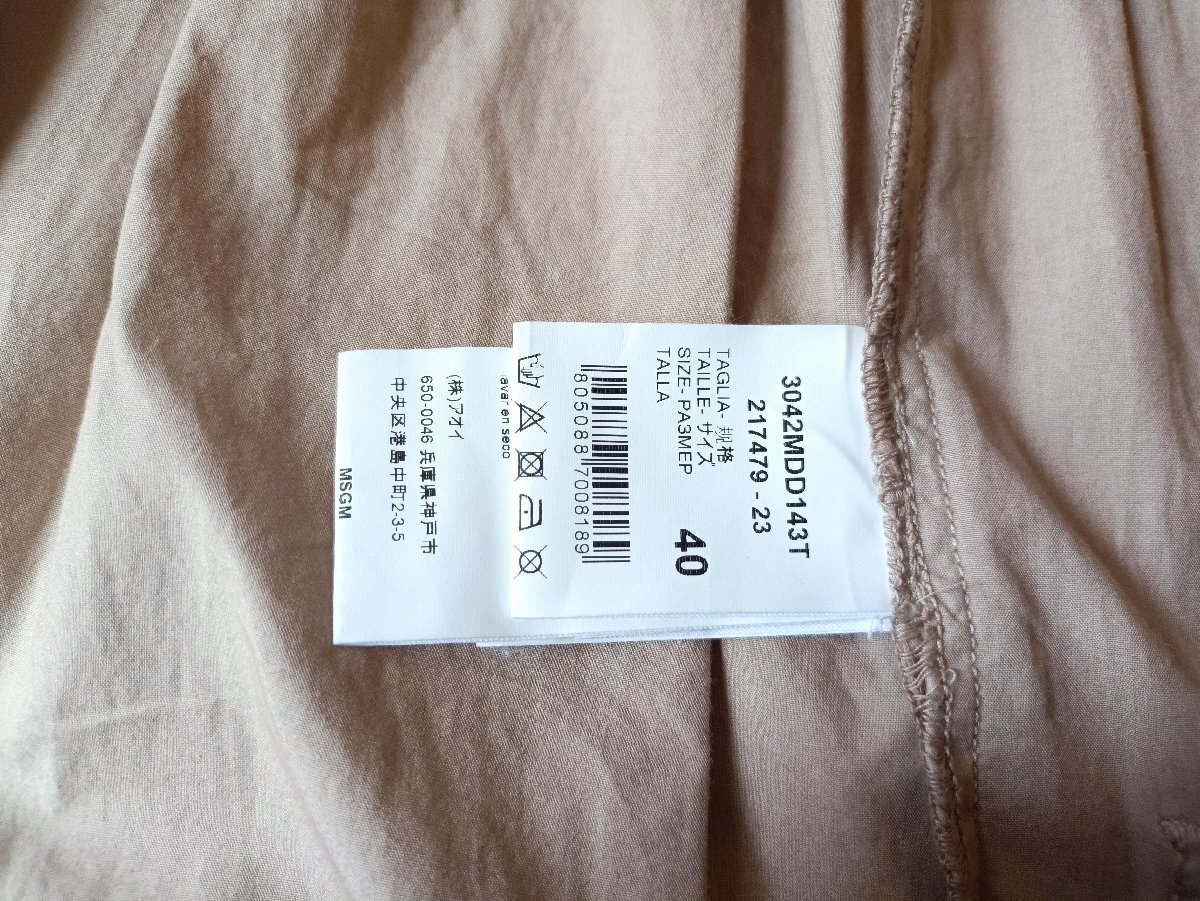 3042MDD143T
217479 - 23
TAGLIA- 规格
TAILLE- サイズ
SIZE- РАЗМЕР
TALLA
40
8050887008189
lavar en seco
(株)アオイ
650-0046 兵庫県神戸市
中央区港島中町2-3-5
MSGM